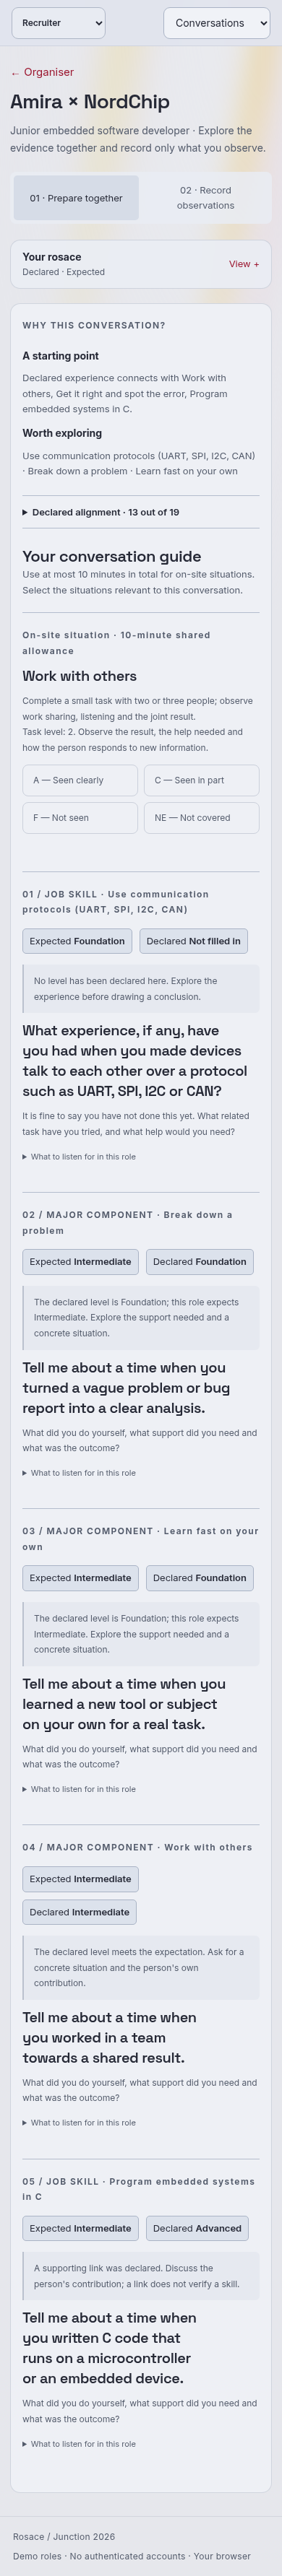 Recruiter
Conversations
← Organiser
Amira × NordChip
Junior embedded software developer · Explore the
evidence together and record only what you observe.
01 · Prepare together
02 · Record
observations
Your rosace
Declared · Expected
View +
WHY THIS CONVERSATION?
A starting point
Declared experience connects with Work with
others, Get it right and spot the error, Program
embedded systems in C.
Worth exploring
Use communication protocols (UART, SPI, I2C, CAN)
· Break down a problem · Learn fast on your own
▶ Declared alignment · 13 out of 19
Your conversation guide
Use at most 10 minutes in total for on-site situations.
Select the situations relevant to this conversation.
On-site situation · 10-minute shared
allowance
Work with others
Complete a small task with two or three people; observe
work sharing, listening and the joint result.
Task level: 2. Observe the result, the help needed and
how the person responds to new information.
A — Seen clearly
C — Seen in part
F — Not seen
NE — Not covered
01 / JOB SKILL · Use communication
protocols (UART, SPI, I2C, CAN)
Expected Foundation
Declared Not filled in
No level has been declared here. Explore the
experience before drawing a conclusion.
What experience, if any, have
you had when you made devices
talk to each other over a protocol
such as UART, SPI, I2C or CAN?
It is fine to say you have not done this yet. What related
task have you tried, and what help would you need?
▶ What to listen for in this role
02 / MAJOR COMPONENT · Break down a
problem
Expected Intermediate
Declared Foundation
The declared level is Foundation; this role expects
Intermediate. Explore the support needed and a
concrete situation.
Tell me about a time when you
turned a vague problem or bug
report into a clear analysis.
What did you do yourself, what support did you need and
what was the outcome?
▶ What to listen for in this role
03 / MAJOR COMPONENT · Learn fast on your
own
Expected Intermediate
Declared Foundation
The declared level is Foundation; this role expects
Intermediate. Explore the support needed and a
concrete situation.
Tell me about a time when you
learned a new tool or subject
on your own for a real task.
What did you do yourself, what support did you need and
what was the outcome?
▶ What to listen for in this role
04 / MAJOR COMPONENT · Work with others
Expected Intermediate
Declared Intermediate
The declared level meets the expectation. Ask for a
concrete situation and the person's own
contribution.
Tell me about a time when
you worked in a team
towards a shared result.
What did you do yourself, what support did you need and
what was the outcome?
▶ What to listen for in this role
05 / JOB SKILL · Program embedded systems
in C
Expected Intermediate
Declared Advanced
A supporting link was declared. Discuss the
person's contribution; a link does not verify a skill.
Tell me about a time when
you written C code that
runs on a microcontroller
or an embedded device.
What did you do yourself, what support did you need and
what was the outcome?
▶ What to listen for in this role
Rosace / Junction 2026
Demo roles · No authenticated accounts · Your browser